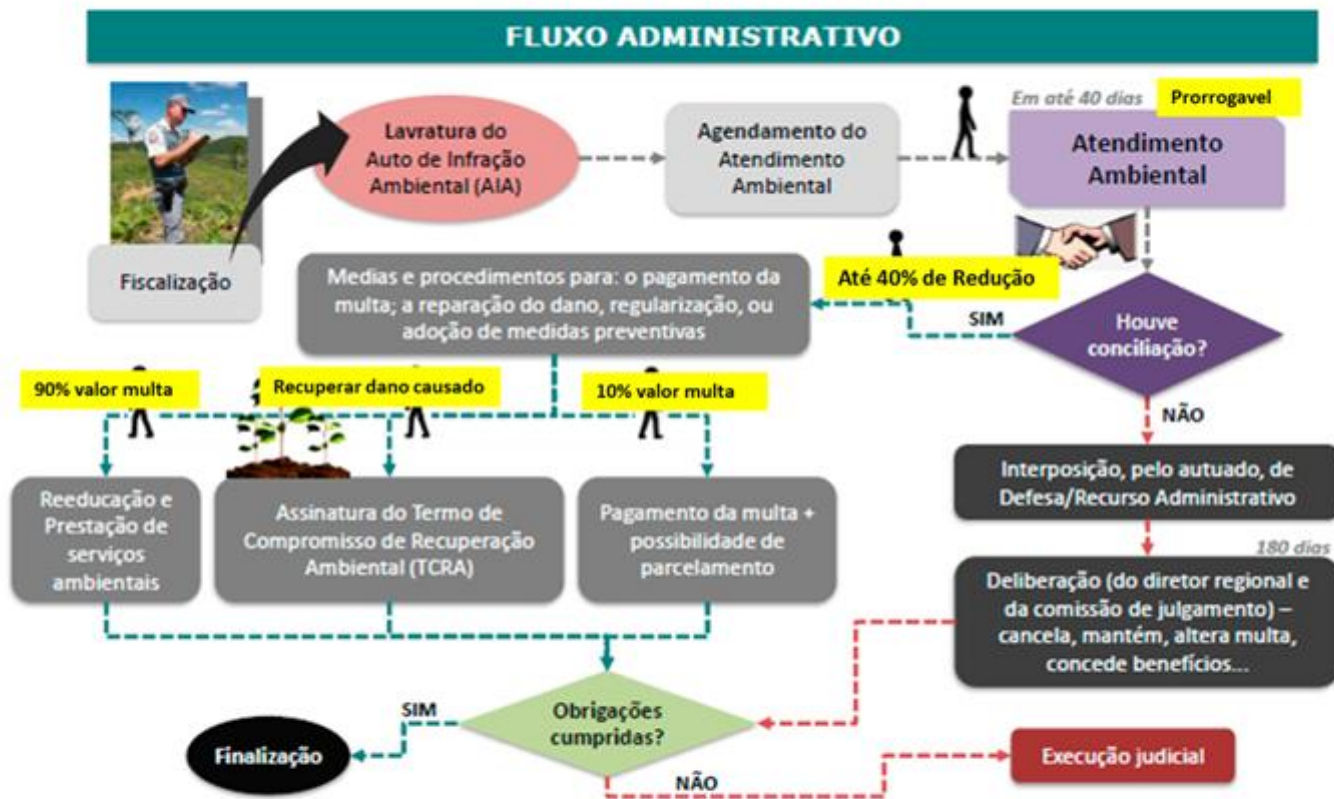 FLUXO ADMINISTRATIVO
Em até 40 dias
Prorrogavel
Lavratura do
Auto de Infração
Ambiental (AIA)
Agendamento do
Atendimento
Ambiental
Atendimento
Ambiental
Fiscalização
Medias e procedimentos para: o pagamento da
multa; a reparação do dano, regularização, ou
adoção de medidas preventivas
Até 40% de Redução
SIM
Houve
conciliação?
NÃO
90% valor multa
Recuperar dano causado
10% valor multa
Reeducação e
Prestação de
serviços
ambientais
Assinatura do Termo de
Compromisso de Recuperação
Ambiental (TCRA)
Pagamento da multa +
possibilidade de
parcelamento
Interposição, pelo autuado, de
Defesa/Recurso Administrativo
180 dias
Deliberação (do diretor regional e
da comissão de julgamento) –
cancela, mantém, altera multa,
concede benefícios...
SIM
Obrigações
cumpridas?
Finalização
NÃO
Execução judicial